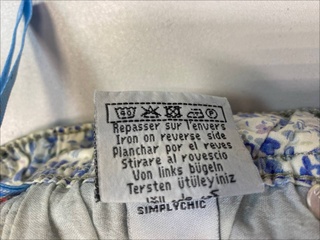 Repasser sur l'envers
Iron on reverse side
Planchar por el reves
Stirare al rovescio
Von links bügeln
Tersten ütüleyiniz
SIMPLYCHIC